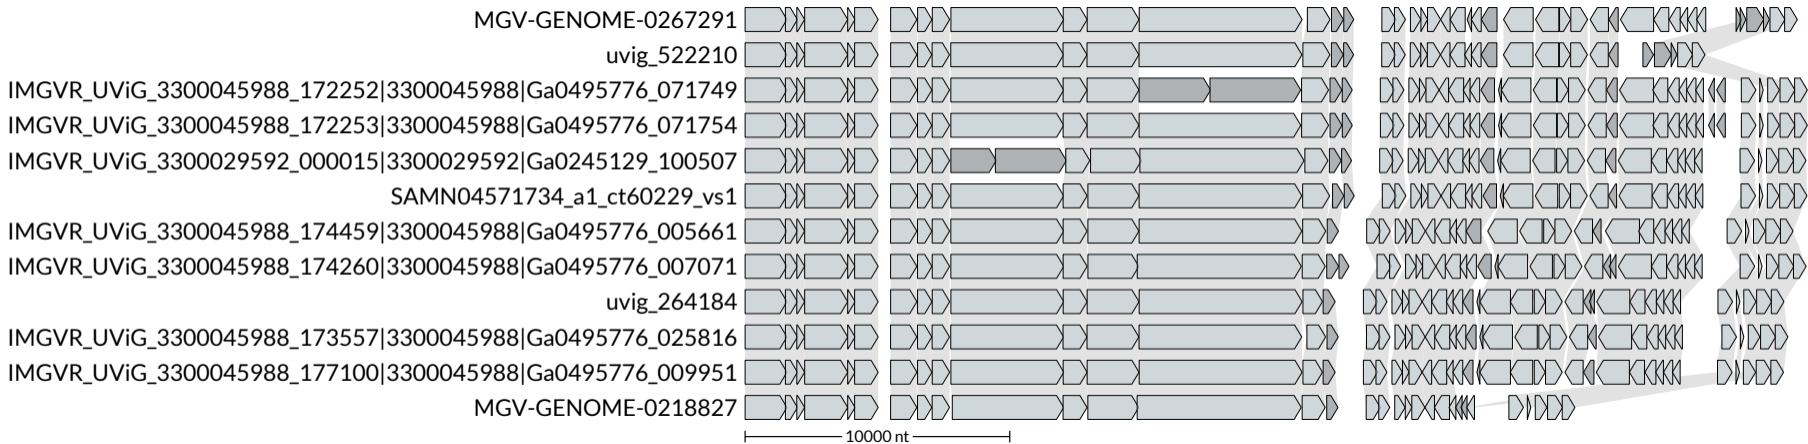 MGV-GENOME-0267291
uvig_522210
IMGVR_UViG_3300045988_172252|3300045988|Ga0495776_071749
IMGVR_UViG_3300045988_172253|3300045988|Ga0495776_071754
IMGVR_UViG_3300029592_000015|3300029592|Ga0245129_100507
SAMN04571734_a1_ct60229_vs1
IMGVR_UViG_3300045988_174459|3300045988|Ga0495776_005661
IMGVR_UViG_3300045988_174260|3300045988|Ga0495776_007071
uvig_264184
IMGVR_UViG_3300045988_173557|3300045988|Ga0495776_025816
IMGVR_UViG_3300045988_177100|3300045988|Ga0495776_009951
MGV-GENOME-0218827
10000 nt